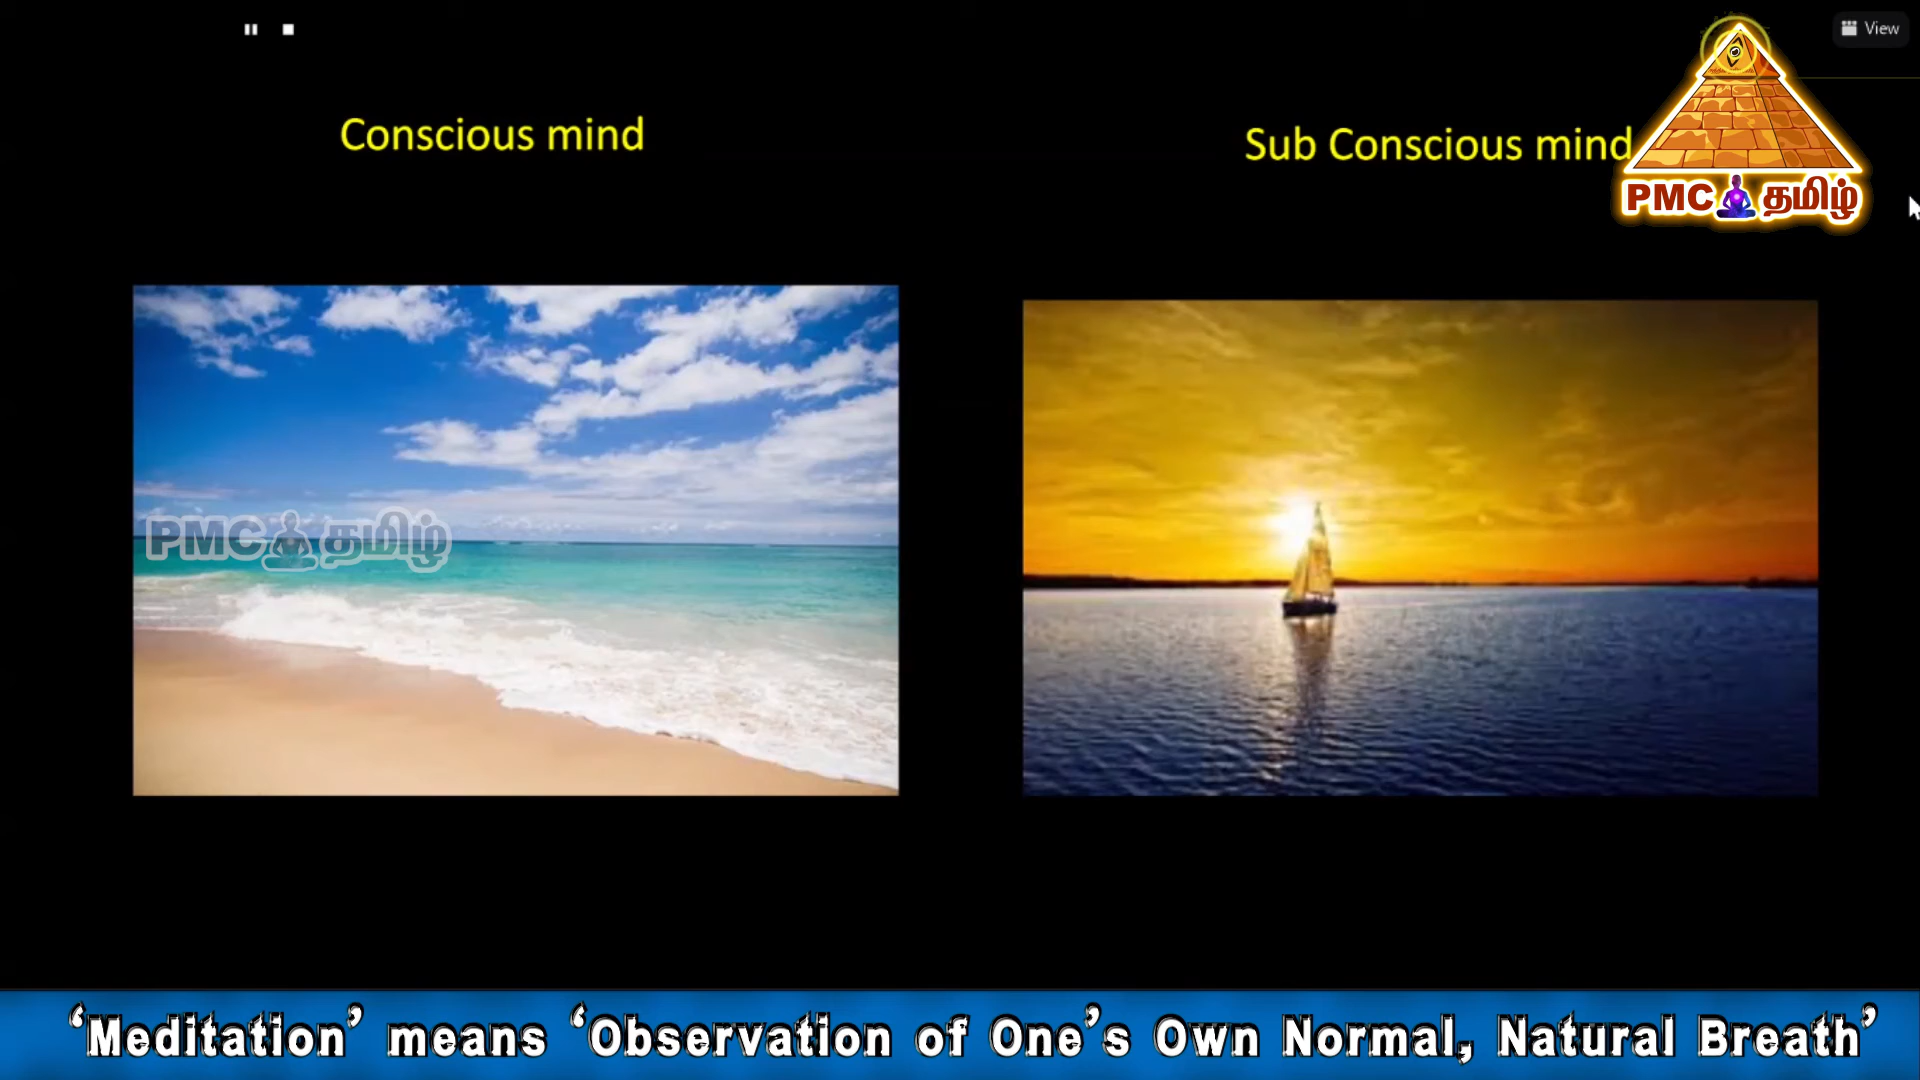 View
Conscious mind
Sub Conscious mind
PMC தமிழ்
PMC தமிழ்
‘Meditation’ means ‘Observation of One’s Own Normal, Natural Breath’